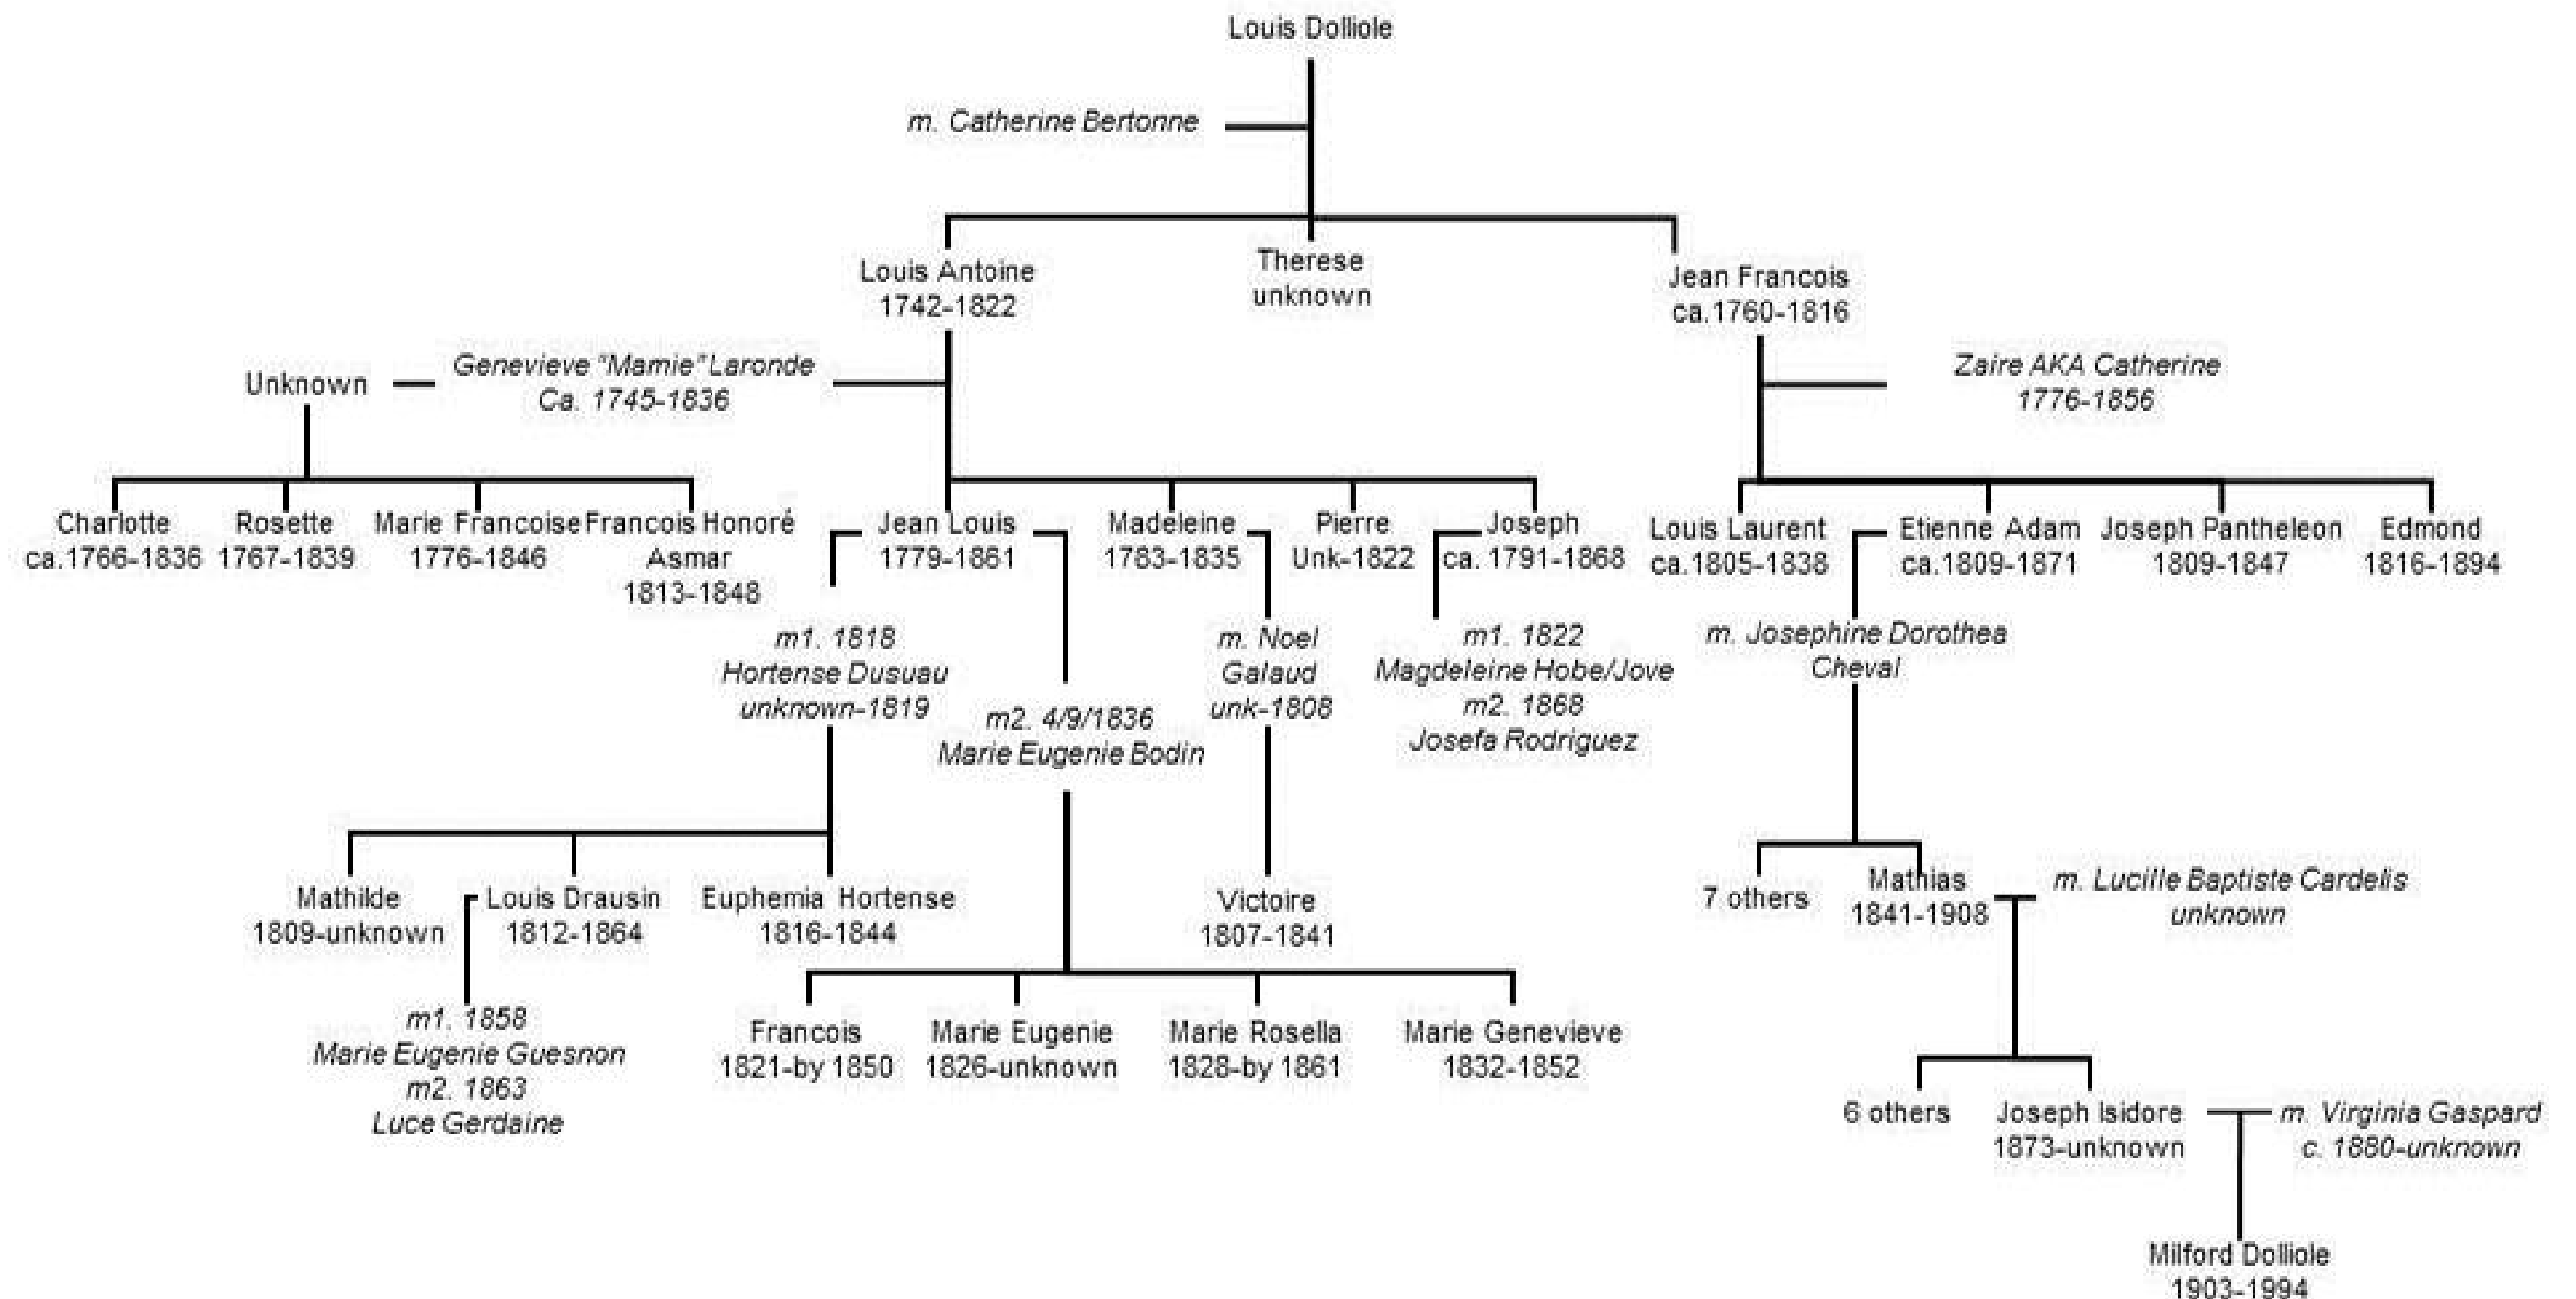 Louis Dolliole
m. Catherine Bertonne
Louis Antoine
1742-1822
Therese
unknown
Jean Francois
ca.1760-1816
Unknown
Genevieve "Mamie" Laronde
Ca. 1745-1836
Zaire AKA Catherine
1776-1856
Charlotte
ca.1766-1836
Rosette
1767-1839
Marie Francoise
1776-1846
Francois Honoré
Asmar
1813-1848
Jean Louis
1779-1861
Madeleine
1783-1835
Pierre
Unk-1822
Joseph
ca. 1791-1868
Louis Laurent
ca.1805-1838
Etienne Adam
ca.1809-1871
Joseph Pantheleon
1809-1847
Edmond
1816-1894
m1. 1818
Hortense Dusuau
unknown-1819
m2. 4/9/1836
Marie Eugenie Bodin
m. Noel
Galaud
unk-1808
m1. 1822
Magdeleine Hobe/Jove
m2. 1868
Josefa Rodriguez
m. Josephine Dorothea
Cheval
Mathilde
1809-unknown
Louis Drausin
1812-1864
Euphemia Hortense
1816-1844
Victoire
1807-1841
7 others
Mathias
1841-1908
m. Lucille Baptiste Cardelis
unknown
m1. 1858
Marie Eugenie Guesnon
m2. 1863
Luce Gerdaine
Francois
1821-by 1850
Marie Eugenie
1826-unknown
Marie Rosella
1828-by 1861
Marie Genevieve
1832-1852
6 others
Joseph Isidore
1873-unknown
m. Virginia Gaspard
c. 1880-unknown
Milford Dolliole
1903-1994